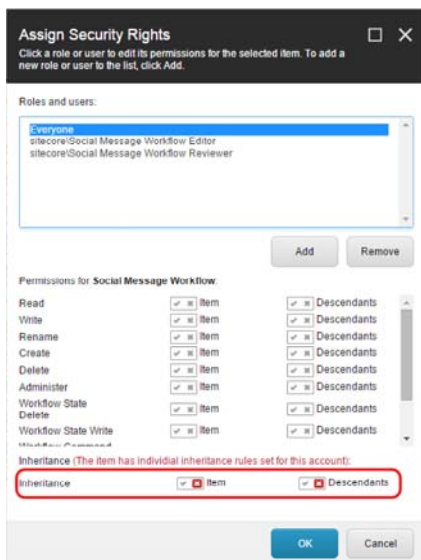 Assign Security Rights
Click a role or user to edit its permissions for the selected item. To add a
new role or user to the list, click Add.
Roles and users:
Everyone
sitecore\Social Message Workflow Editor
sitecore\Social Message Workflow Reviewer
Add Remove
Permissions for Social Message Workflow:
Read Item Descendants
Write Item Descendants
Rename Item Descendants
Create Item Descendants
Delete Item Descendants
Administer Item Descendants
Workflow State
Delete Item Descendants
Workflow State Write Item Descendants
Workflow Command
Inheritance (The item has individial inheritance rules set for this account):
Inheritance Item Descendants
OK Cancel